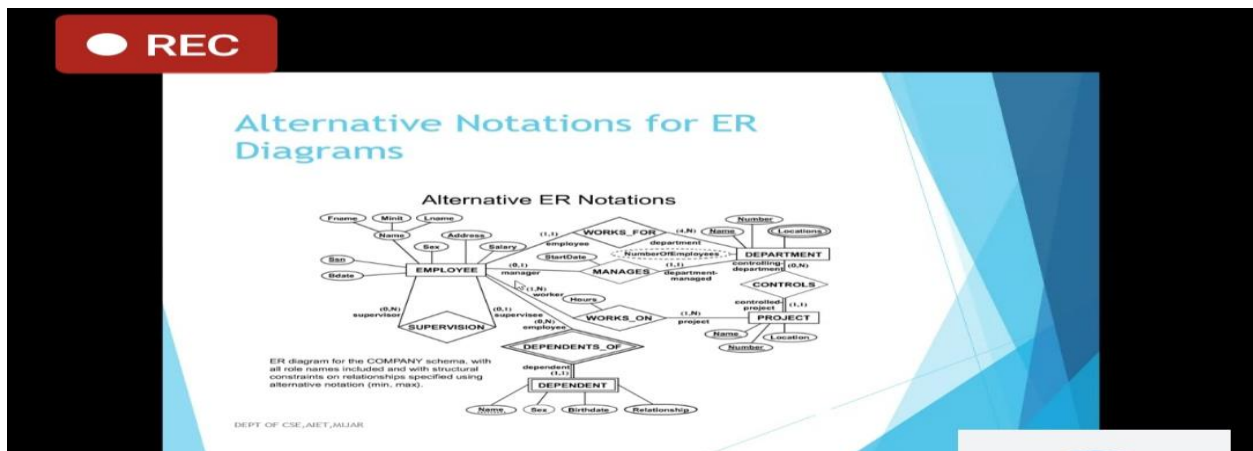 REC
Alternative Notations for ER
Diagrams
Alternative ER Notations
Fname Minit Lname
Name Address
Sex Salary
Ssn
Bdate
EMPLOYEE
(1,1)
employee
WORKS_FOR
(4,N)
department
Number
Name Locations
StartDate
NumberOfEmployees
DEPARTMENT
(0,1)
manager
MANAGES
(1,1)
department-
managed
controlling-
department
(0,N)
CONTROLS
(1,N)
worker
Hours
WORKS_ON
(1,N)
project
controlled-
project
(1,1)
PROJECT
Name
Number
Location
(0,N)
supervisor
(0,1)
supervisee
SUPERVISION
(0,N)
employee
DEPENDENTS_OF
dependent
(1,1)
DEPENDENT
Name Sex Birthdate Relationship
ER diagram for the COMPANY schema, with
all role names included and with structural
constraints on relationships specified using
alternative notation (min, max).
DEPT OF CSE,AIET,MIJAR